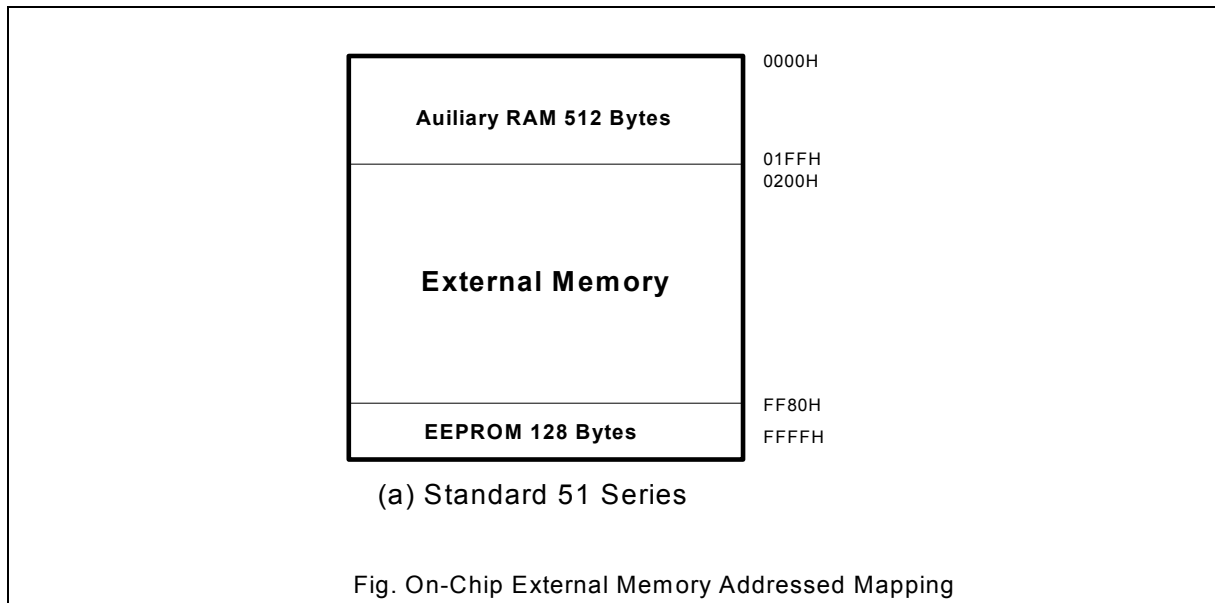 0000H
Auiliary RAM 512 Bytes
01FFH
0200H
External Memory
FF80H
EEPROM 128 Bytes
FFFFH
(a) Standard 51 Series
Fig. On-Chip External Memory Addressed Mapping